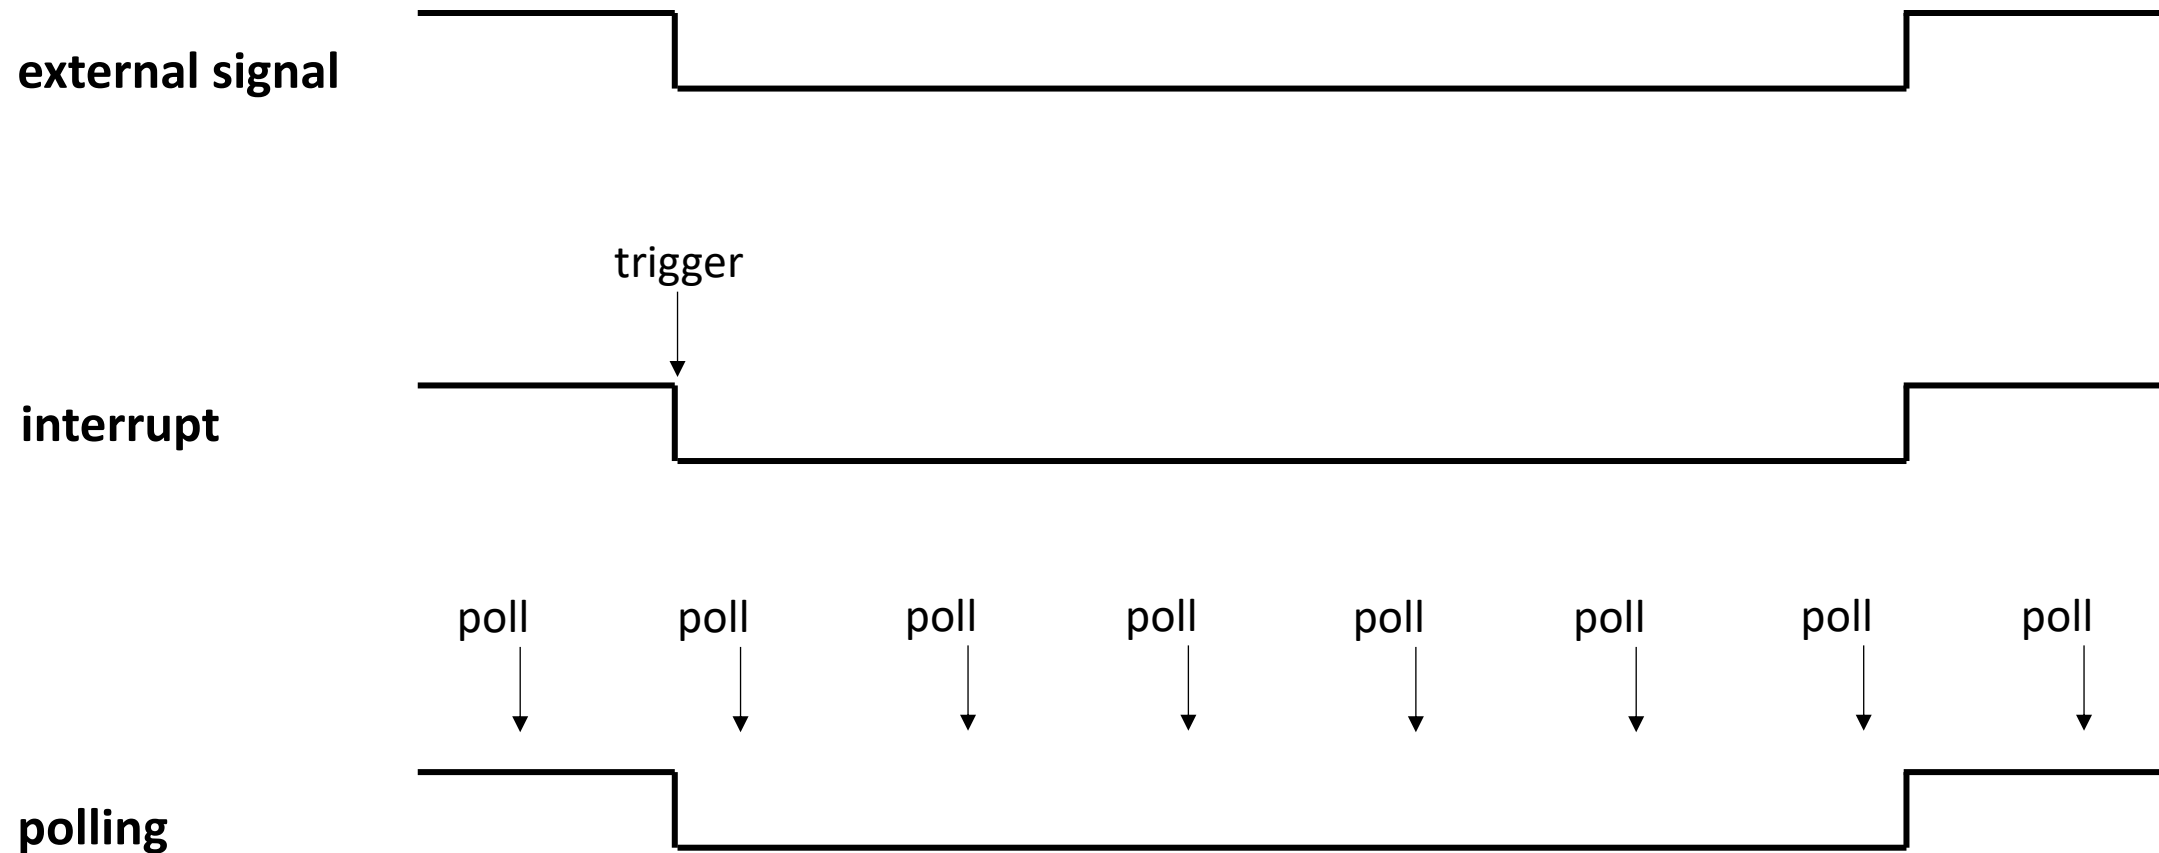 external signal
trigger
interrupt
poll poll poll poll poll poll poll poll
polling